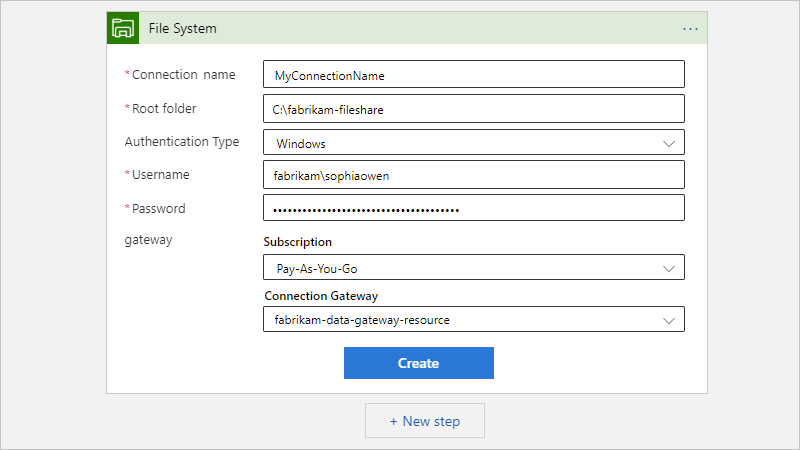 File System
*Connection name MyConnectionName
*Root folder C:\fabrikam-fileshare
Authentication Type Windows
*Username fabrikam\sophiaowen
*Password ••••••••••••••••••••••••••••••••••••••
gateway Subscription
Pay-As-You-Go
Connection Gateway
fabrikam-data-gateway-resource
Create
+ New step